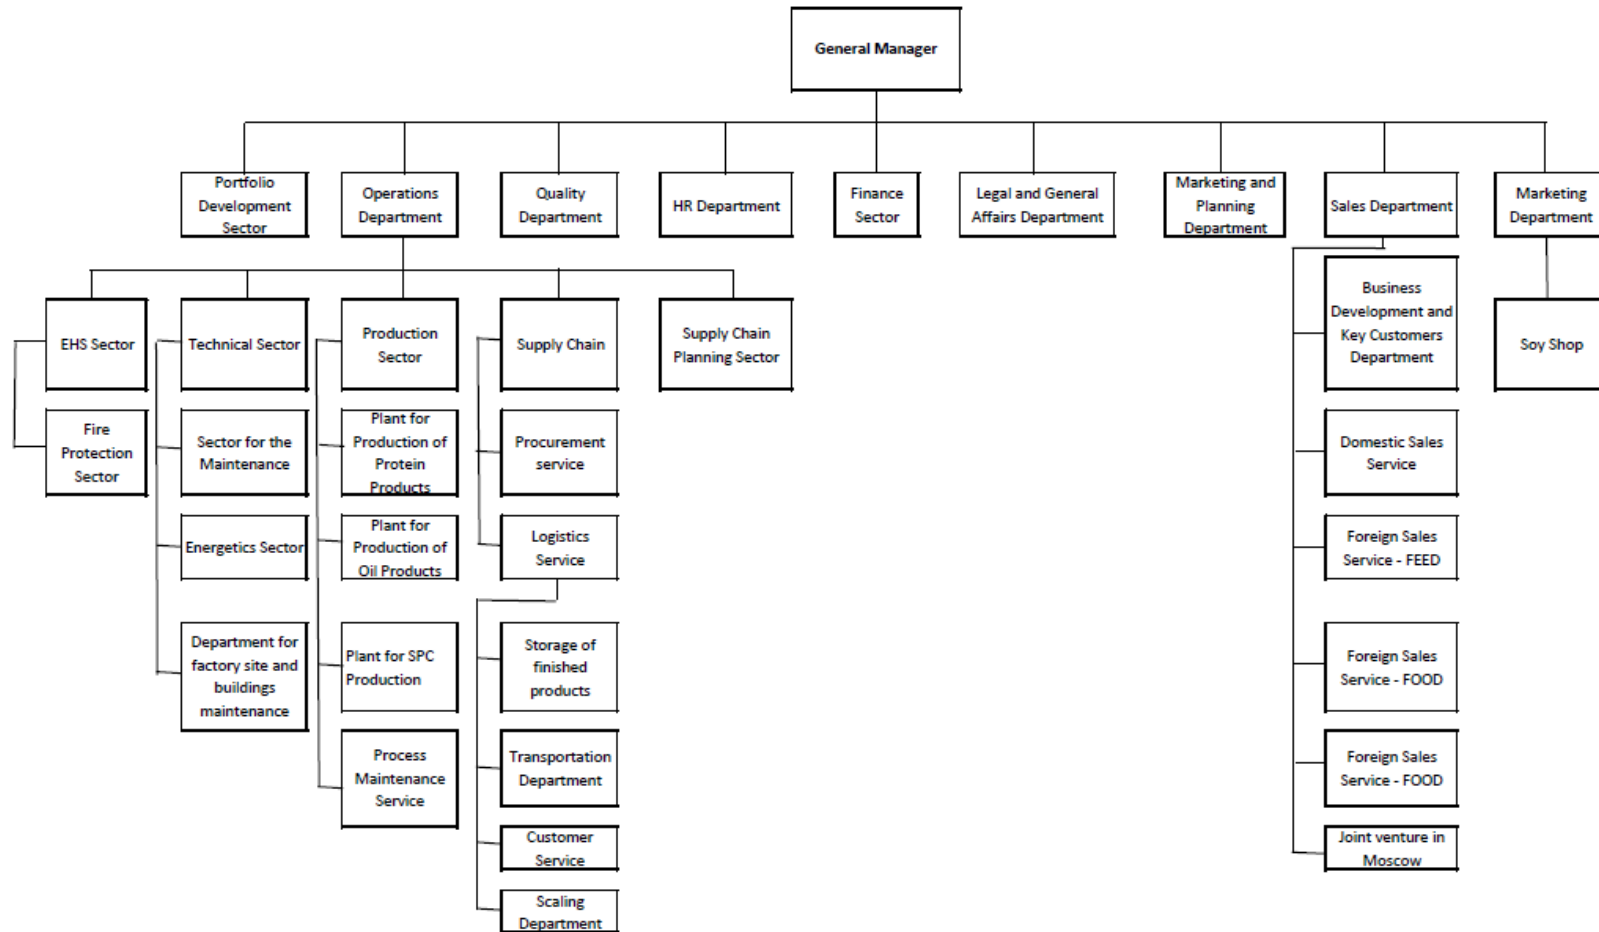 General Manager
Portfolio
Development
Sector
Operations
Department
Quality
Department
HR Department
Finance
Sector
Legal and General
Affairs Department
Marketing and
Planning
Department
Sales Department
Marketing
Department
EHS Sector
Technical Sector
Production
Sector
Supply Chain
Supply Chain
Planning Sector
Business
Development and
Key Customers
Department
Soy Shop
Fire
Protection
Sector
Sector for the
Maintenance
Plant for
Production of
Protein
Products
Procurement
service
Domestic Sales
Service
Energetics Sector
Plant for
Production of
Oil Products
Logistics
Service
Foreign Sales
Service - FEED
Department for
factory site and
buildings
maintenance
Plant for SPC
Production
Storage of
finished
products
Foreign Sales
Service - FOOD
Process
Maintenance
Service
Transportation
Department
Foreign Sales
Service - FOOD
Customer
Service
Joint venture in
Moscow
Scaling
Department